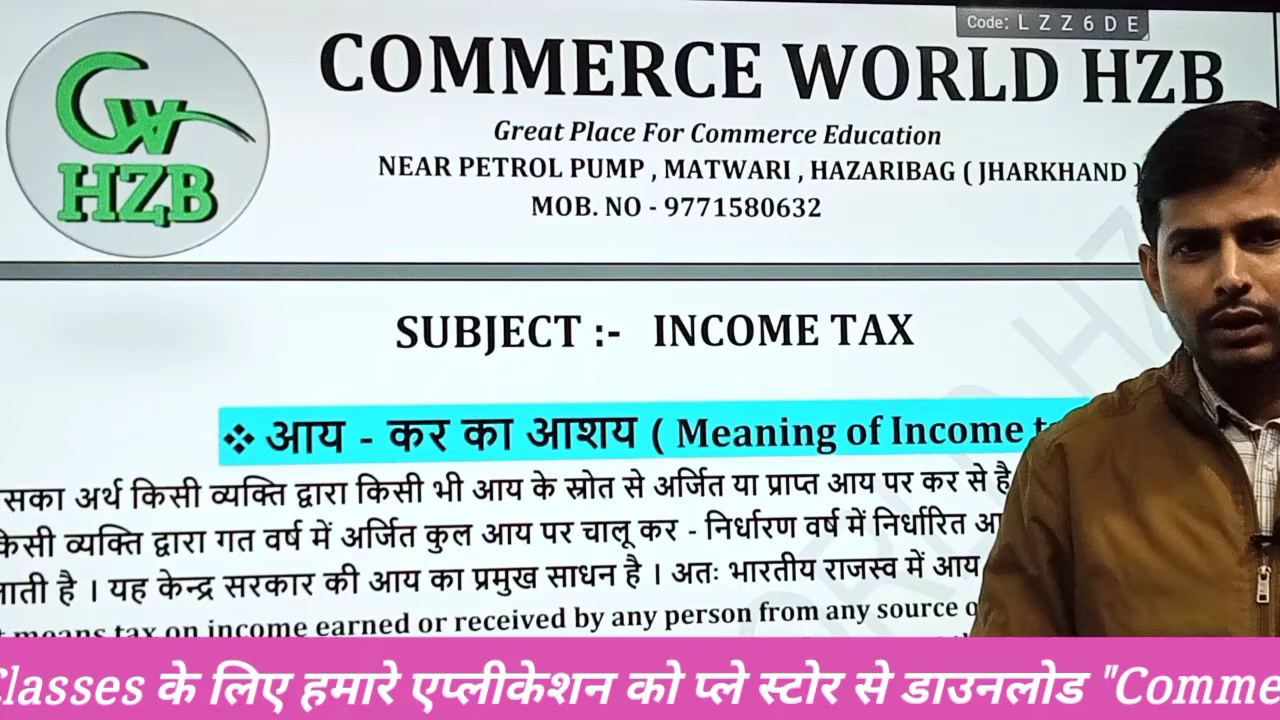 Code: L Z Z 6 D E
CW
HZB
COMMERCE WORLD HZB
Great Place For Commerce Education
NEAR PETROL PUMP , MATWARI , HAZARIBAG ( JHARKHAND )
MOB. NO - 9771580632
SUBJECT :- INCOME TAX
❖ आय - कर का आशय ( Meaning of Income
सका अर्थ किसी व्यक्ति द्वारा किसी भी आय के स्रोत से अर्जित या प्राप्त आय पर कर से है
किसी व्यक्ति द्वारा गत वर्ष में अर्जित कुल आय पर चालू कर - निर्धारण वर्ष में निर्धारित
जाती है । यह केन्द्र सरकार की आय का प्रमुख साधन है । अतः भारतीय राजस्व में आय
means tax on income earned or received by any person from any source
Classes के लिए हमारे एप्लीकेशन को प्ले स्टोर से डाउनलोड "Comme